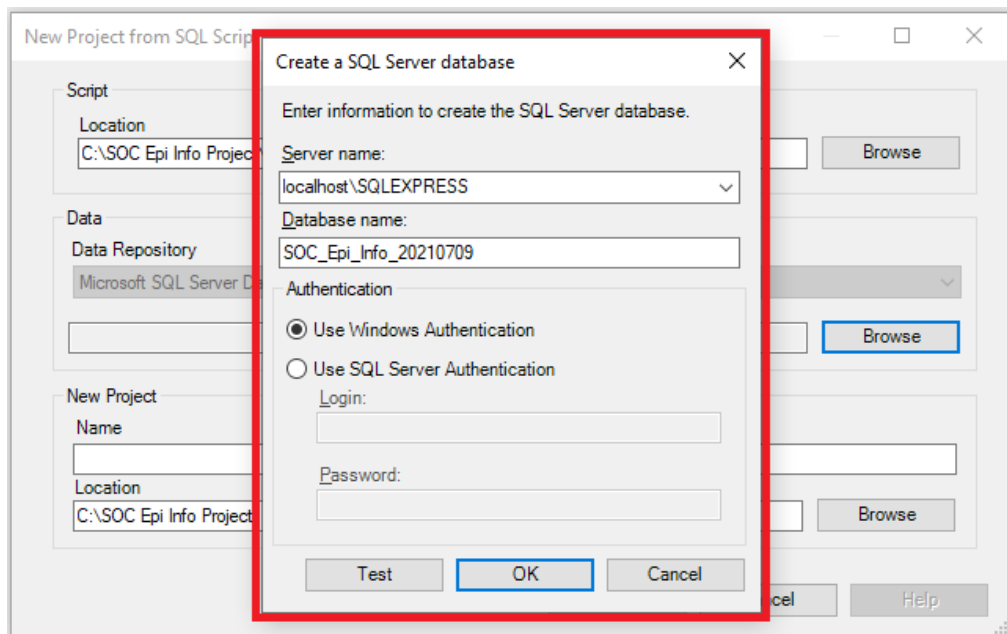 New Project from SQL Scrip
Create a SQL Server database
Enter information to create the SQL Server database.
Server name:
localhost\SQLEXPRESS
Database name:
SOC_Epi_Info_20210709
Authentication
Use Windows Authentication
Use SQL Server Authentication
Login:
Password:
Test
OK
Cancel
Script
Location
C:\SOC Epi Info Project
Browse
Data
Data Repository
Microsoft SQL Server D
Browse
New Project
Name
Location
C:\SOC Epi Info Project
Browse
cel
Help